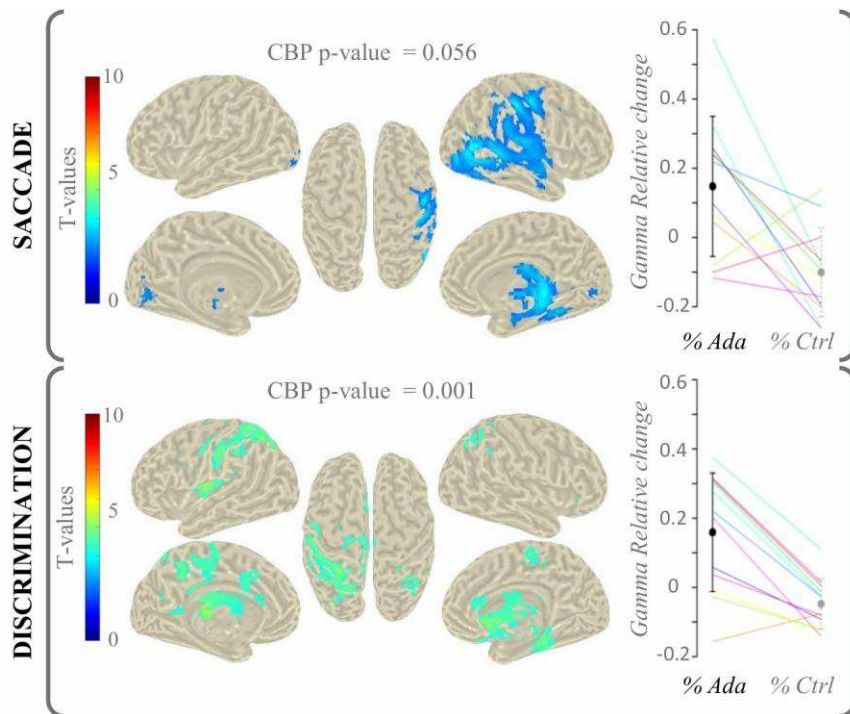 SACCADE
CBP p-value = 0.056
T-values
10
5
0
Gamma Relative change
0.6
0.4
0.2
0
-0.2
% Ada
% Ctrl
DISCRIMINATION
CBP p-value = 0.001
T-values
10
5
0
Gamma Relative change
0.6
0.4
0.2
0
-0.2
% Ada
% Ctrl